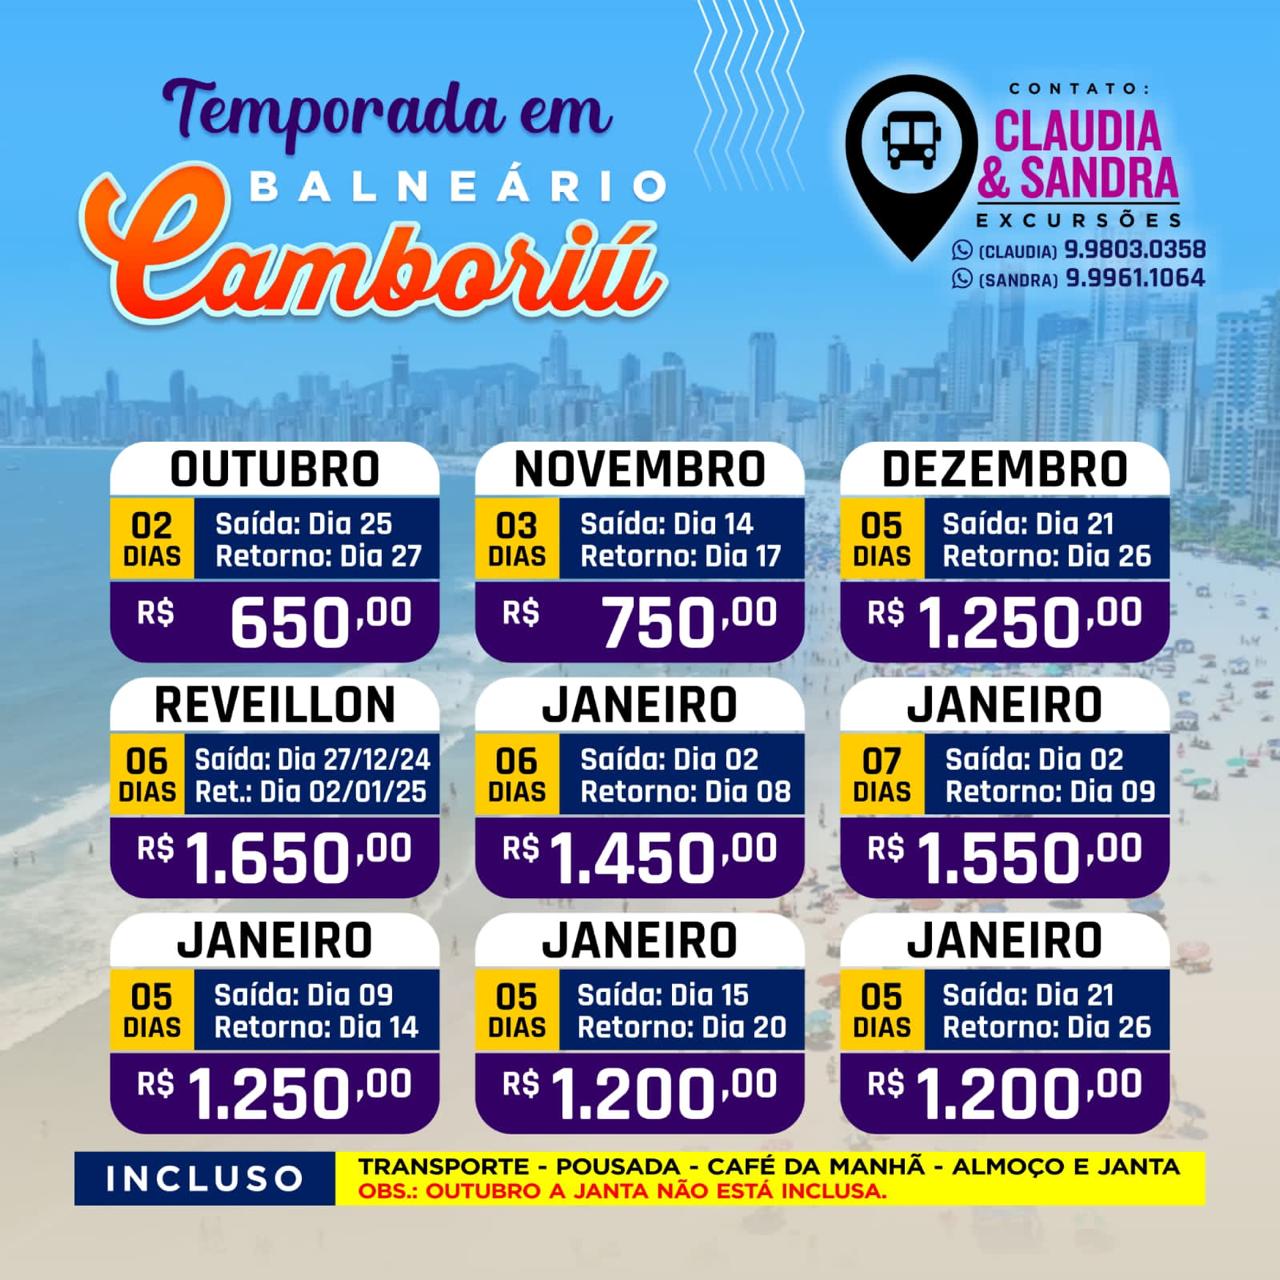 Temporada em
BALNEÁRIO
Camboriú
CONTATO:
CLAUDIA
& SANDRA
EXCURSÕES
(CLAUDIA) 9.9803.0358
(SANDRA) 9.9961.1064
OUTUBRO
02 DIAS
Saída: Dia 25
Retorno: Dia 27
R$ 650,00
NOVEMBRO
03 DIAS
Saída: Dia 14
Retorno: Dia 17
R$ 750,00
DEZEMBRO
05 DIAS
Saída: Dia 21
Retorno: Dia 26
R$ 1.250,00
REVEILLON
06 DIAS
Saída: Dia 27/12/24
Ret.: Dia 02/01/25
R$ 1.650,00
JANEIRO
06 DIAS
Saída: Dia 02
Retorno: Dia 08
R$ 1.450,00
JANEIRO
07 DIAS
Saída: Dia 02
Retorno: Dia 09
R$ 1.550,00
JANEIRO
05 DIAS
Saída: Dia 09
Retorno: Dia 14
R$ 1.250,00
JANEIRO
05 DIAS
Saída: Dia 15
Retorno: Dia 20
R$ 1.200,00
JANEIRO
05 DIAS
Saída: Dia 21
Retorno: Dia 26
R$ 1.200,00
INCLUSO
TRANSPORTE - POUSADA - CAFÉ DA MANHÃ - ALMOÇO E JANTA
OBS.: OUTUBRO A JANTA NÃO ESTÁ INCLUSA.